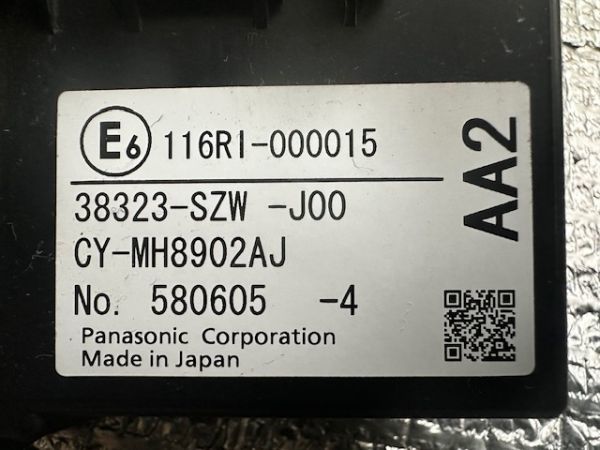 E6 116RI-000015
38323-SZW -J00
CY-MH8902AJ
No. 580605 -4
Panasonic Corporation
Made in Japan
AA2